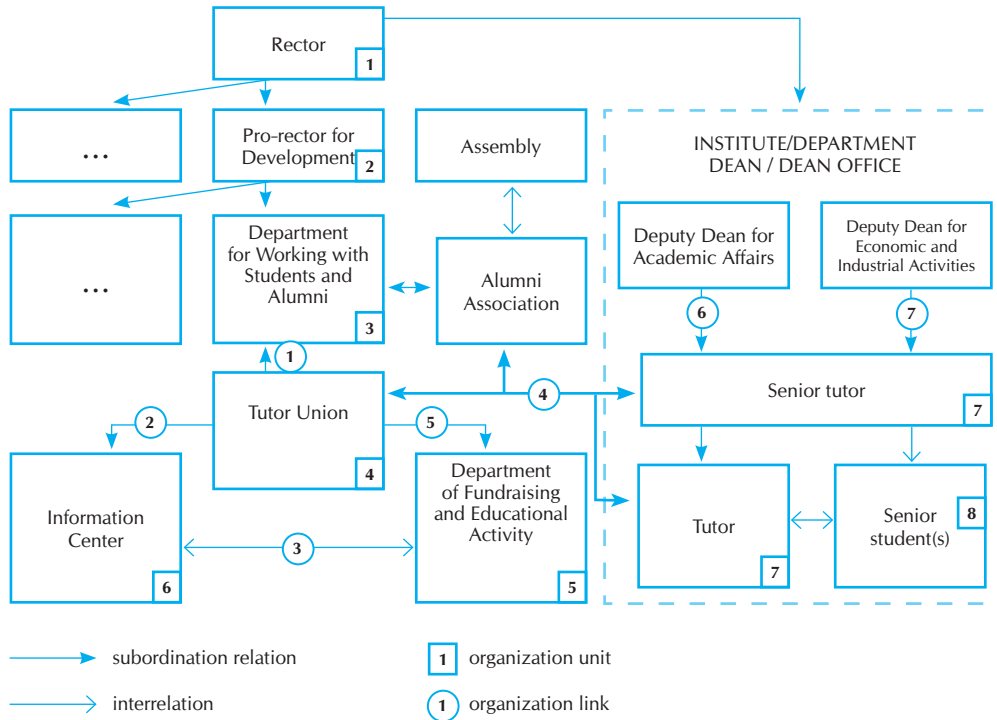 Rector
1
...
Pro-rector for
Development
2
Assembly
INSTITUTE/DEPARTMENT
DEAN / DEAN OFFICE
...
Department
for Working with
Students and
Alumni
3
Alumni
Association
Deputy Dean for
Academic Affairs
Deputy Dean for
Economic and
Industrial Activities
6
7
1
Tutor Union
4
4
Senior tutor
7
2
5
Information
Center
6
3
Department
of Fundraising
and Educational
Activity
5
Tutor
7
Senior
student(s)
8
subordination relation
1
organization unit
interrelation
1
organization link